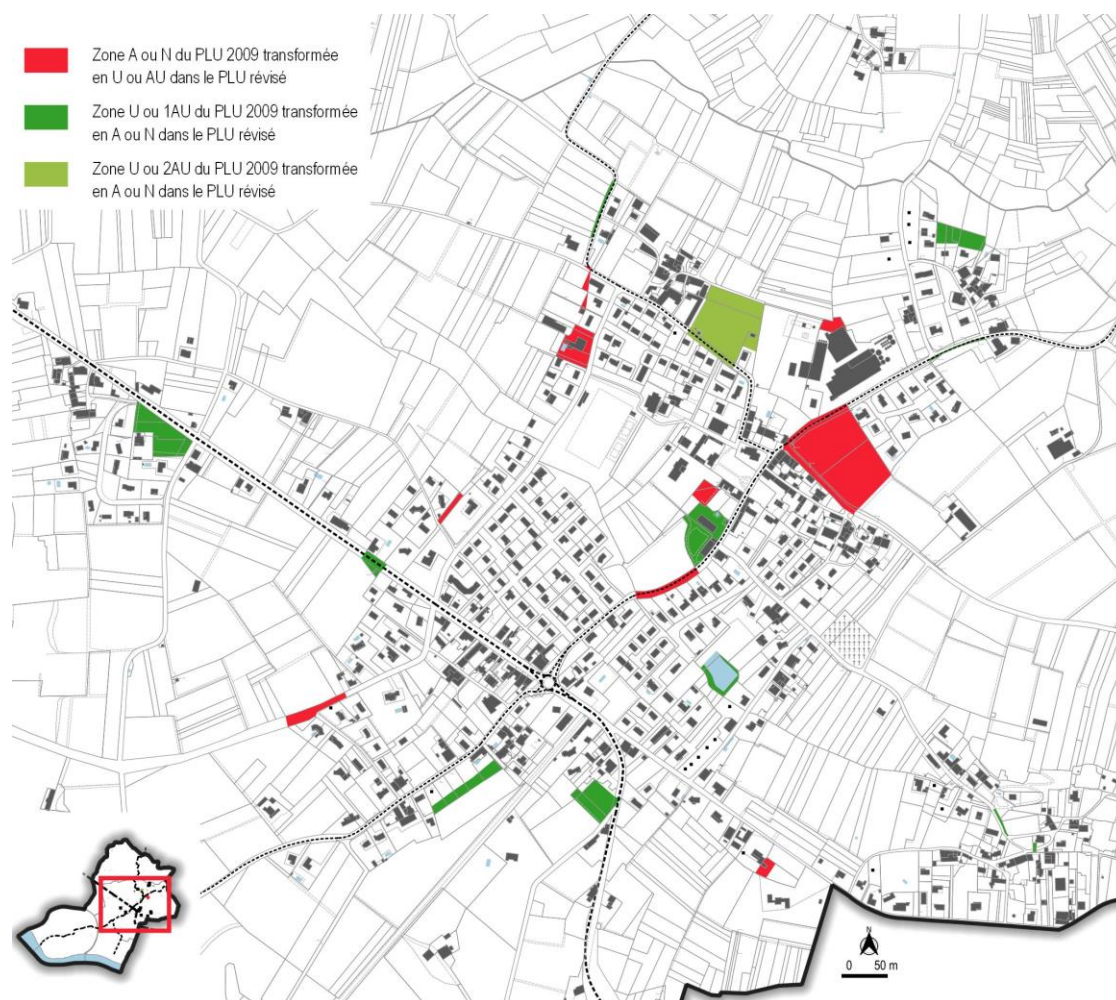 Zone A ou N du PLU 2009 transformée
en U ou AU dans le PLU révisé
Zone U ou 1AU du PLU 2009 transformée
en A ou N dans le PLU révisé
Zone U ou 2AU du PLU 2009 transformée
en A ou N dans le PLU révisé
N
0 50 m